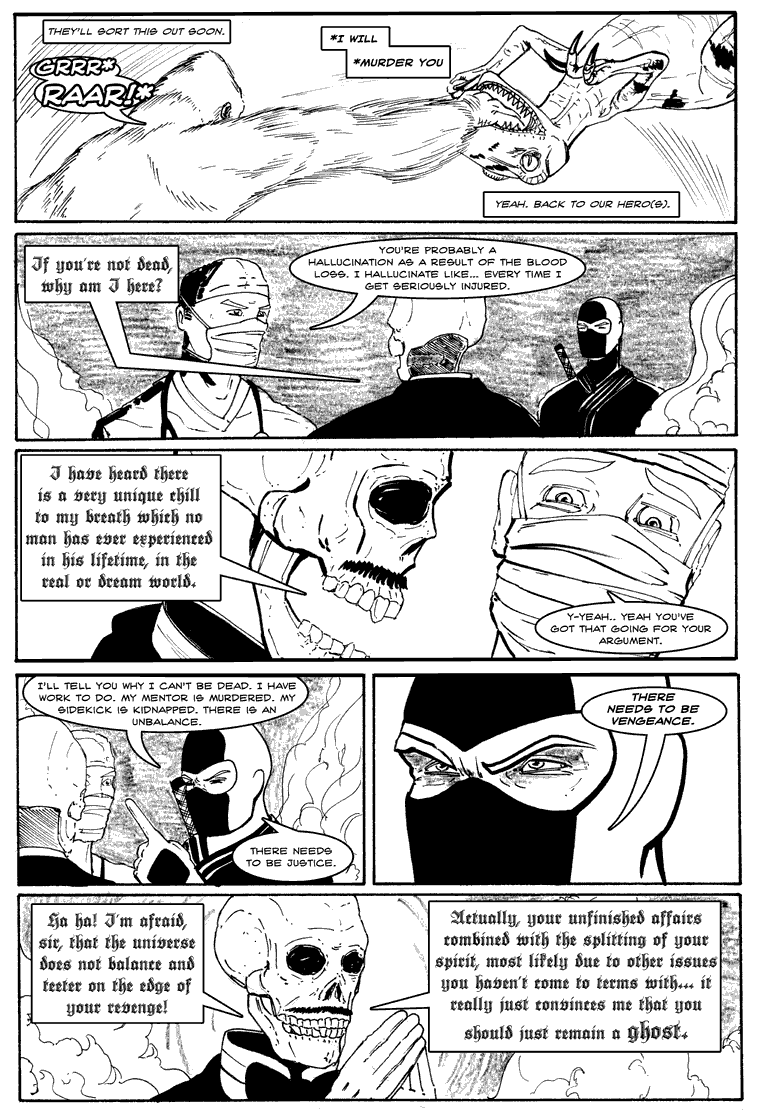 THEY'LL SORT THIS OUT SOON.
*I WILL
*MURDER YOU
GRRR*
RAAR!*
YEAH. BACK TO OUR HERO(S).
If you're not dead,
why am I here?
YOU'RE PROBABLY A
HALLUCINATION AS A RESULT OF THE BLOOD
LOSS. I HALLUCINATE LIKE... EVERY TIME I
GET SERIOUSLY INJURED.
I have heard there
is a very unique chill
to my breath which no
man has ever experienced
in his lifetime, in the
real or dream world.
Y-YEAH.. YEAH YOU'VE
GOT THAT GOING FOR YOUR
ARGUMENT.
I'LL TELL YOU WHY I CAN'T BE DEAD. I HAVE
WORK TO DO. MY MENTOR IS MURDERED. MY
SIDEKICK IS KIDNAPPED. THERE IS AN
UNBALANCE.
THERE NEEDS
TO BE JUSTICE.
THERE
NEEDS TO BE
VENGEANCE.
Ha ha! I'm afraid,
sir, that the universe
does not balance and
teeter on the edge of
your revenge!
Actually, your unfinished affairs
combined with the splitting of your
spirit, most likely due to other issues
you haven't come to terms with... it
really just convinces me that you
should just remain a ghost.